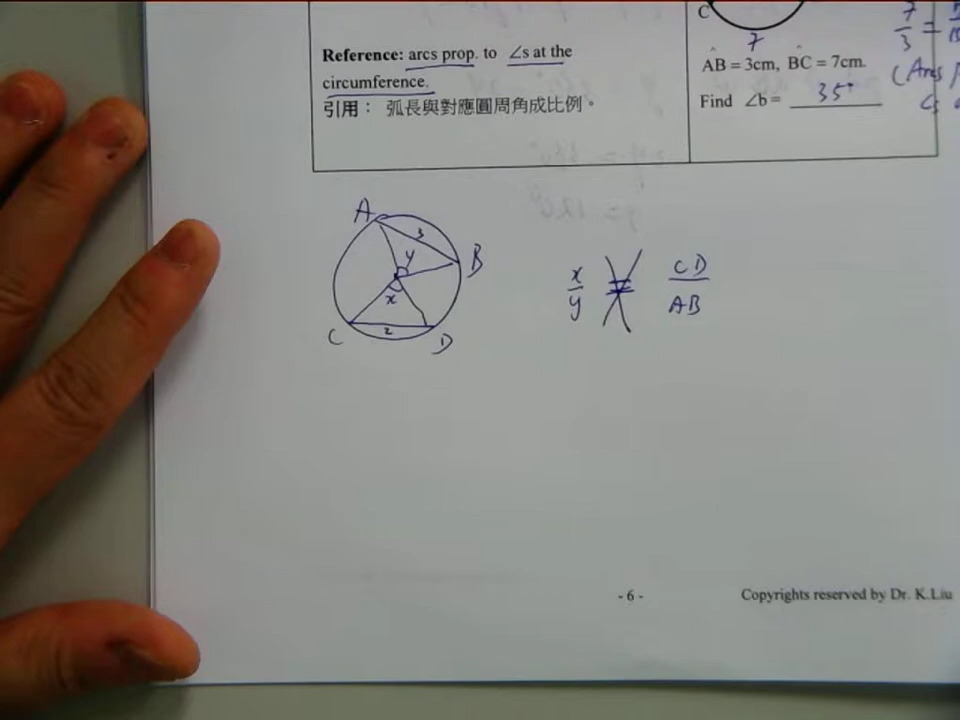 Reference: arcs prop. to ∠s at the
circumference.
引用： 弧長與對應圓周角成比例。
C
7
AB = 3cm, BC = 7cm.
Find ∠b = 35°
7/3 =
(Arcs
∠s
A
3
B
y
x
C
2
D
x/y ≠ CD/AB
- 6 -
Copyrights reserved by Dr. K.Liu